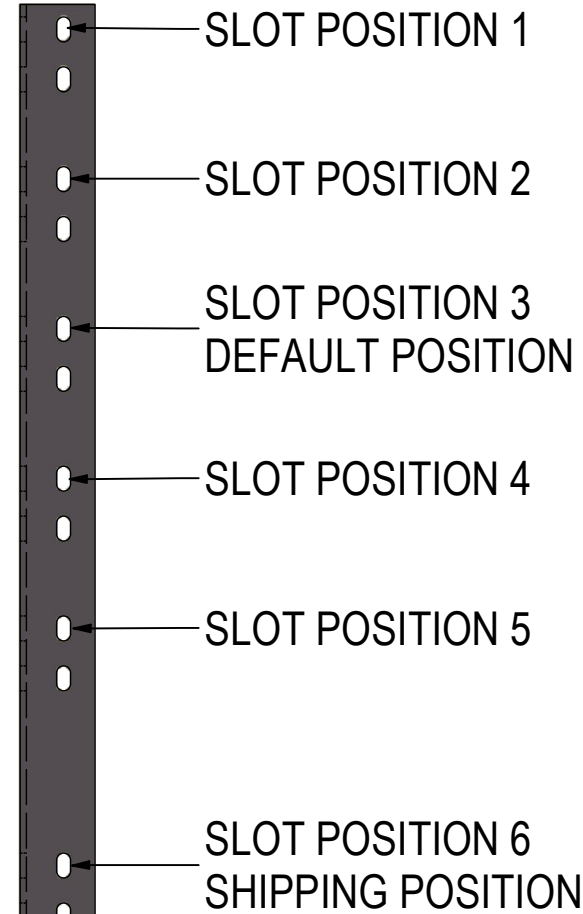 SLOT POSITION 1
SLOT POSITION 2
SLOT POSITION 3
DEFAULT POSITION
SLOT POSITION 4
SLOT POSITION 5
SLOT POSITION 6
SHIPPING POSITION